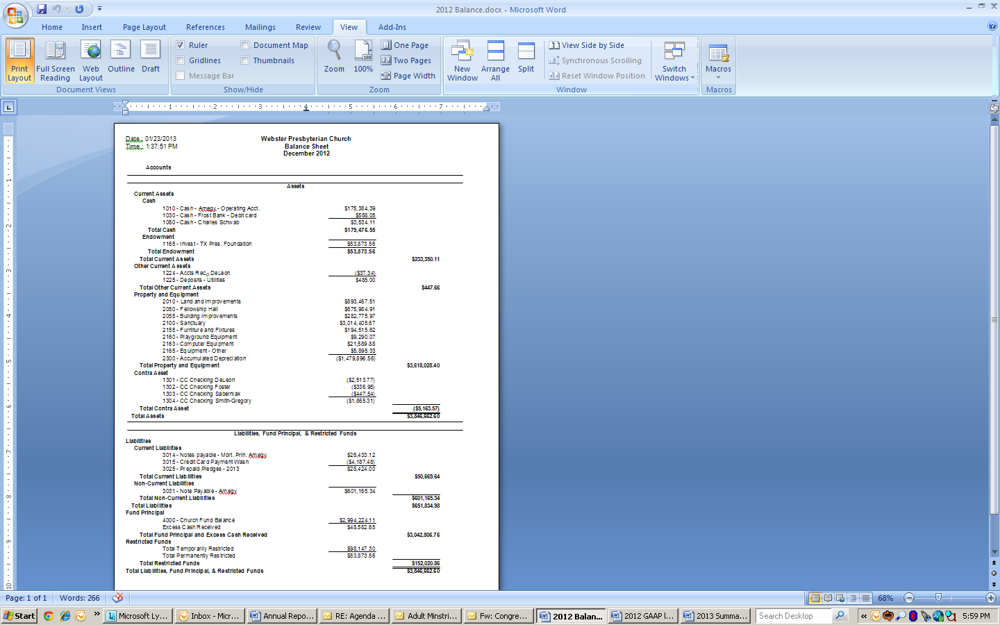 2012 Balance.docx - Microsoft Word
Home Insert Page Layout References Mailings Review View Add-Ins
Print Layout Full Screen Reading Web Layout Outline Draft
Document Views
Ruler Document Map
Gridlines Thumbnails
Message Bar
Show/Hide
Zoom 100% One Page
Two Pages
Page Width
Zoom
New Window Arrange All Split
View Side by Side
Synchronous Scrolling
Reset Window Position
Switch Windows
Window
Macros
Macros
1 2 3 4 5 6 7
Date: 01/23/2013 Webster Presbyterian Church
Time: 1:37:51 PM Balance Sheet
December 2012
Accounts
Assets
Current Assets
Cash
1010 - Cash - Amegy - Operating Acct. $175,384.39
1030 - Cash - Frost Bank - Debit card $558.05
1060 - Cash - Charles Schwab $3,534.11
Total Cash $179,476.55
Endowment
1165 - Invest - TX Pres. Foundation $53,873.56
Total Endowment $53,873.56
Total Current Assets $233,350.11
Other Current Assets
1224 - Accts Rec., DeLeon ($37.34)
1225 - Deposits - Utilities $485.00
Total Other Current Assets $447.66
Property and Equipment
2010 - Land and Improvements $893,467.51
2050 - Fellowship Hall $675,984.91
2055 - Building Improvements $282,775.97
2100 - Sanctuary $3,014,405.67
2155 - Furniture and Fixtures $194,515.62
2160 - Playground Equipment $9,290.07
2163 - Computer Equipment $21,589.88
2165 - Equipment - Other $5,895.33
2300 - Accumulated Depreciation ($1,479,896.56)
Total Property and Equipment $3,618,028.40
Contra Asset
1301 - CC Checking DeLeon ($2,513.77)
1302 - CC Checking Foster ($336.95)
1303 - CC Checking Saberniak ($447.54)
1304 - CC Checking Smith-Gregory ($1,865.31)
Total Contra Asset ($5,163.57)
Total Assets $3,846,662.60
Liabilities, Fund Principal, & Restricted Funds
Liabilities
Current Liabilities
3014 - Notes payable - Mort. Prin. Amegy $26,433.12
3015 - Credit Card Payment Wash ($4,187.48)
3025 - Prepaid Pledges - 2013 $28,424.00
Total Current Liabilities $50,669.64
Non-Current Liabilities
3031 - Note Payable - Amegy $601,165.34
Total Non-Current Liabilities $601,165.34
Total Liabilities $651,834.98
Fund Principal
4000 - Church Fund Balance $2,994,224.11
Excess Cash Received $48,582.65
Total Fund Principal and Excess Cash Received $3,042,806.76
Restricted Funds
Total Temporarily Restricted $98,147.30
Total Permanently Restricted $53,873.56
Total Restricted Funds $152,020.86
Total Liabilities, Fund Principal, & Restricted Funds $3,846,662.60
Page: 1 of 1 Words: 266 68%
Start Microsoft Ly... Inbox - Micr... Annual Repo... RE: Agenda ... Adult Minstri... Fw: Congre... 2012 Balan... 2012 GAAP I... 2013 Summa... Search Desktop 5:59 PM